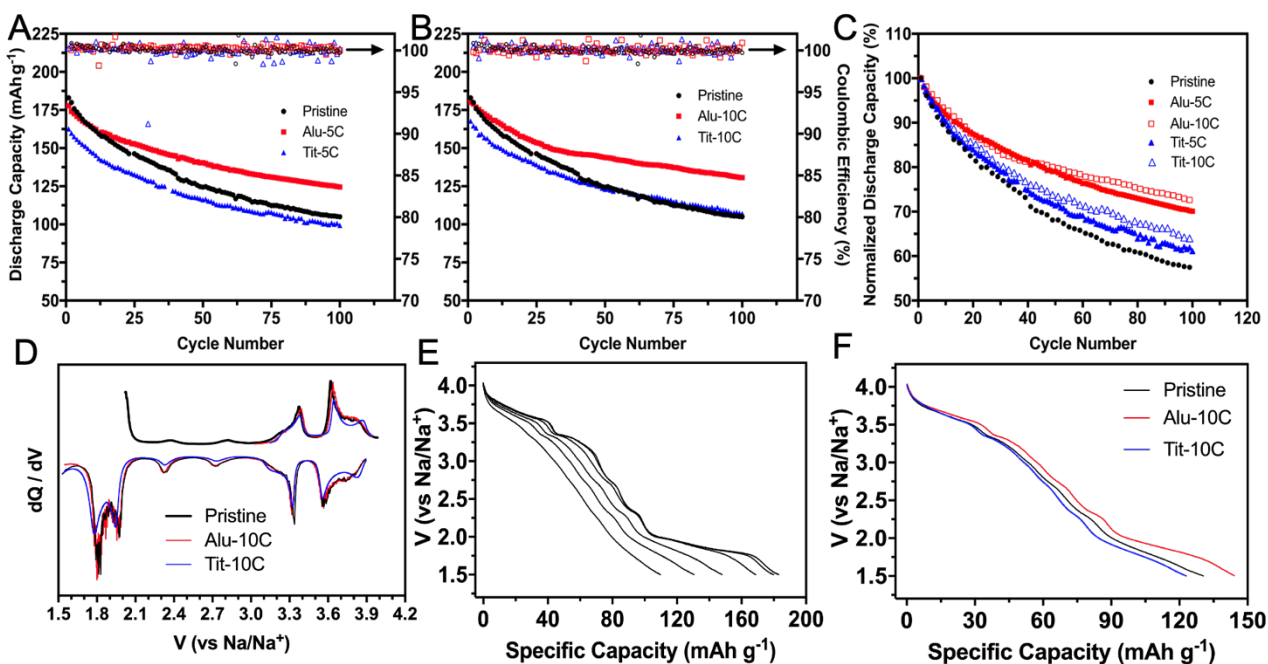 A
Discharge Capacity (mAhg⁻¹)
225
200
175
150
125
100
75
50
0
25
50
75
100
Cycle Number
100
95
90
85
80
75
70
Pristine
Alu-5C
Tit-5C
B
225
200
175
150
125
100
75
50
0
25
50
75
100
Cycle Number
100
95
90
85
80
75
70
Coulombic Efficiency (%)
Pristine
Alu-10C
Tit-10C
C
Normalized Discharge Capacity (%)
110
100
90
80
70
60
50
0
20
40
60
80
100
120
Cycle Number
Pristine
Alu-5C
Alu-10C
Tit-5C
Tit-10C
D
dQ / dV
Pristine
Alu-10C
Tit-10C
1.5
1.8
2.1
2.4
2.7
3.0
3.3
3.6
3.9
4.2
V (vs Na/Na⁺)
E
V (vs Na/Na⁺)
4.0
3.5
3.0
2.5
2.0
1.5
0
40
80
120
160
200
Specific Capacity (mAh g⁻¹)
F
V (vs Na/Na⁺)
4.0
3.5
3.0
2.5
2.0
1.5
0
30
60
90
120
150
Specific Capacity (mAh g⁻¹)
Pristine
Alu-10C
Tit-10C